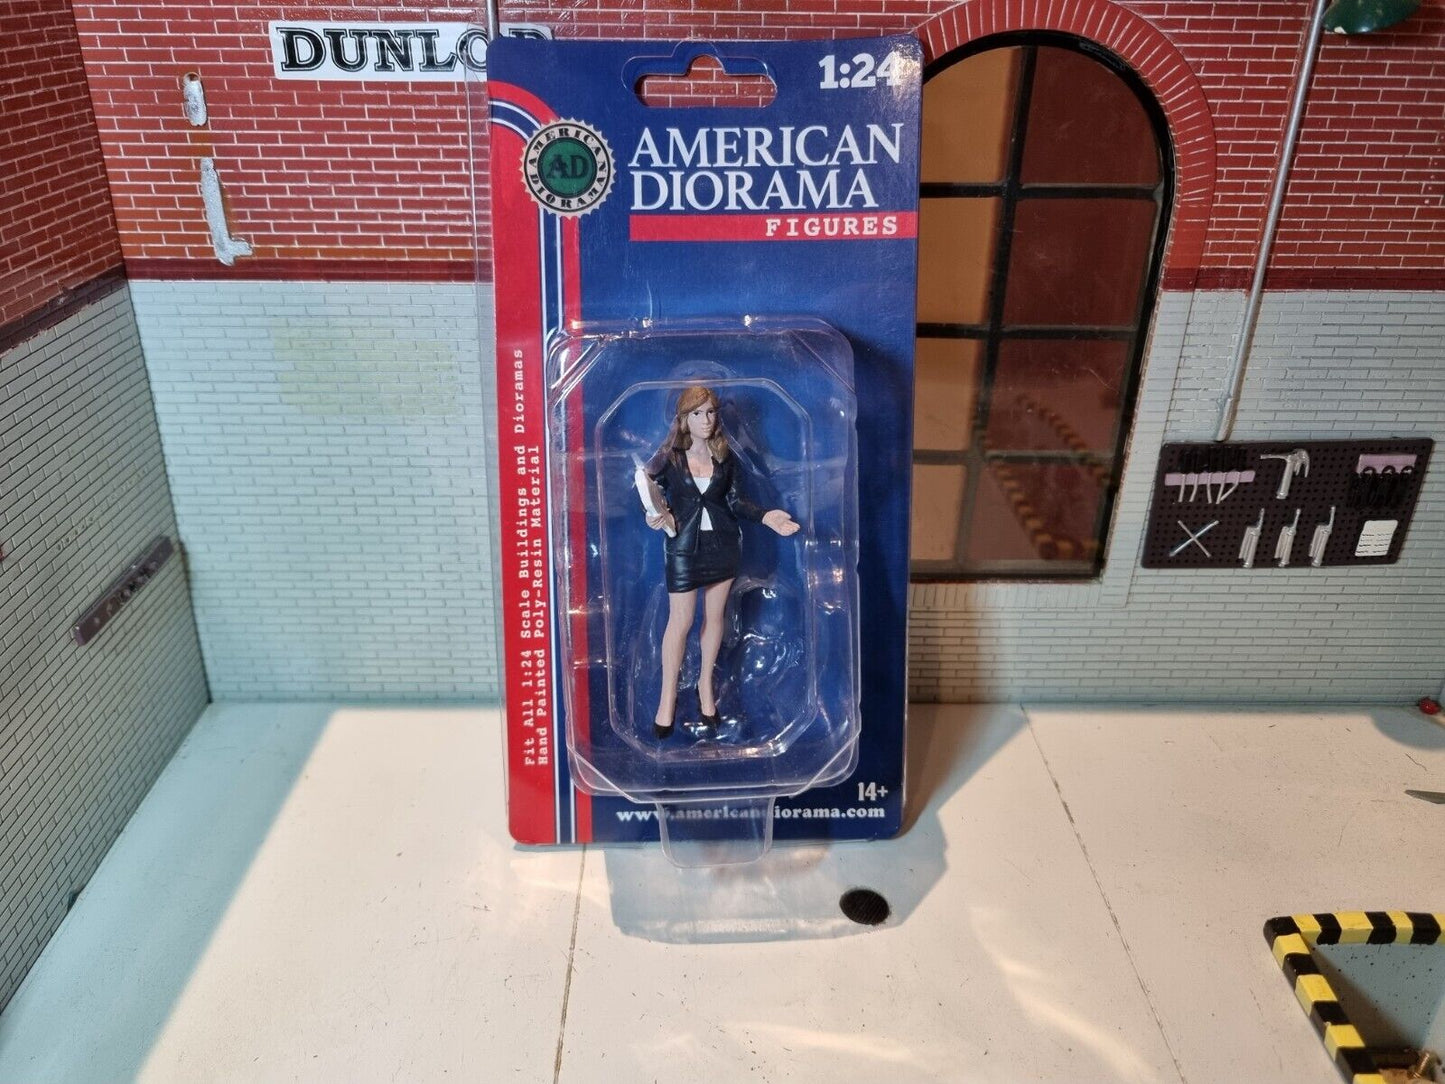 DUNLOP
1:24
AMERICAN DIORAMA
AD
AMERICAN
DIORAMA
FIGURES
Fit All 1:24 Scale Buildings and Dioramas
Hand Painted Poly-Resin Material
14+
www.americandiorama.com